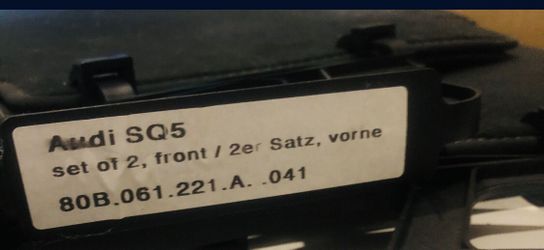 Audi SQ5
set of 2, front / 2er Satz, vorne
80B.061.221.A. .041